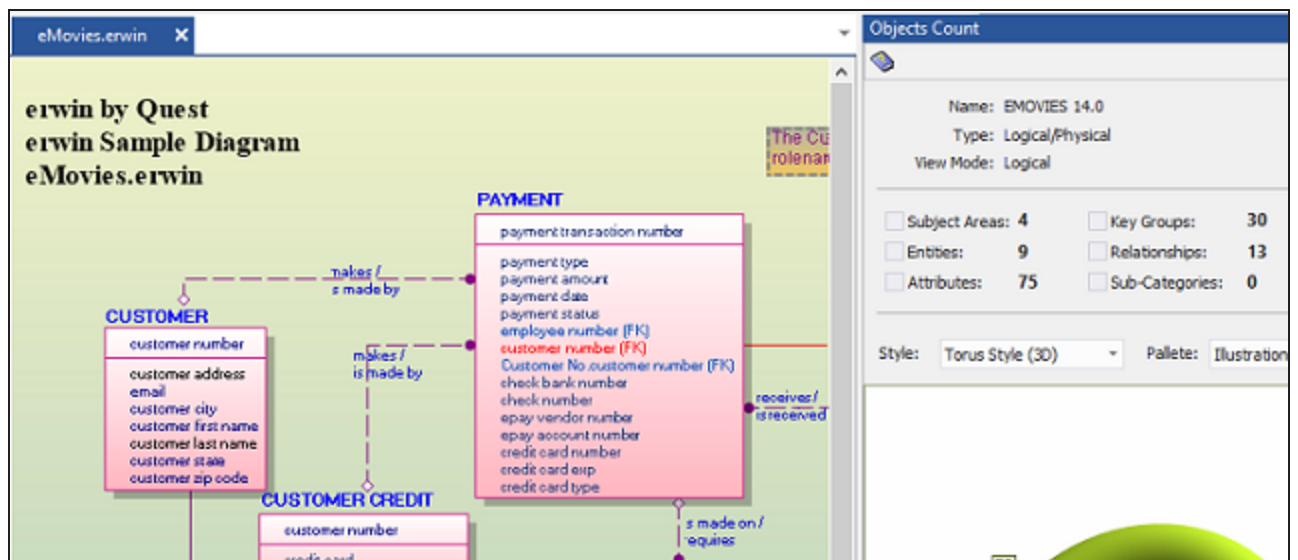 eMovies.erwin
erwin by Quest
erwin Sample Diagram
eMovies.erwin
The Cu
rolenam
PAYMENT
payment transaction number
payment type
payment amount
payment date
payment status
employee number (FK)
customer number (FK)
Customer No.customer number (FK)
check bank number
check number
epay vendor number
epay account number
credit card number
credit card exp
credit card type
makes /
s made by
CUSTOMER
customer number
customer address
email
customer city
customer first name
customer last name
customer state
customer zip code
makes /
is made by
receives /
is received
CUSTOMER CREDIT
customer number
credit card
s made on /
requires
Objects Count
Name: EMOVIES 14.0
Type: Logical/Physical
View Mode: Logical
Subject Areas: 4 Key Groups: 30
Entities: 9 Relationships: 13
Attributes: 75 Sub-Categories: 0
Style: Torus Style (3D) Pallete: Illustration